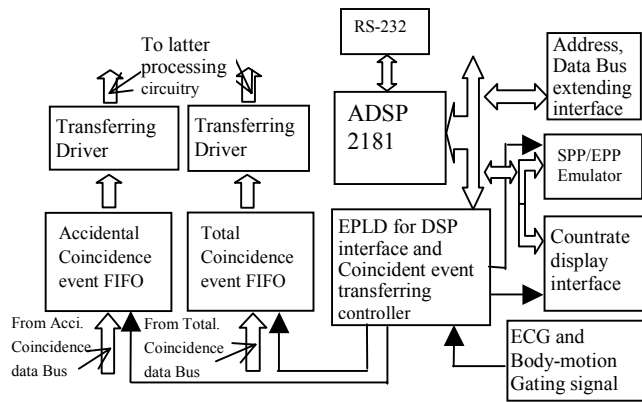 To latter
processing
circuitry
RS-232
Address,
Data Bus
extending
interface
Transferring
Driver
Transferring
Driver
ADSP
2181
SPP/EPP
Emulator
Accidental
Coincidence
event FIFO
Total
Coincidence
event FIFO
EPLD for DSP
interface and
Coincident event
transferring
controller
Countrate
display
interface
From Acci.
Coincidence
data Bus
From Total.
Coincidence
data Bus
ECG and
Body-motion
Gating signal